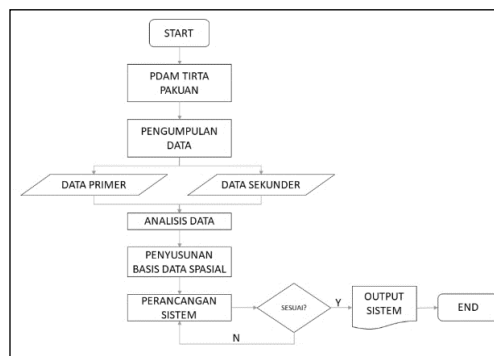 START
PDAM TIRTA
PAKUAN
PENGUMPULAN
DATA
DATA PRIMER
DATA SEKUNDER
ANALISIS DATA
PENYUSUNAN
BASIS DATA SPASIAL
PERANCANGAN
SISTEM
SESUAI?
Y
OUTPUT
SISTEM
END
N